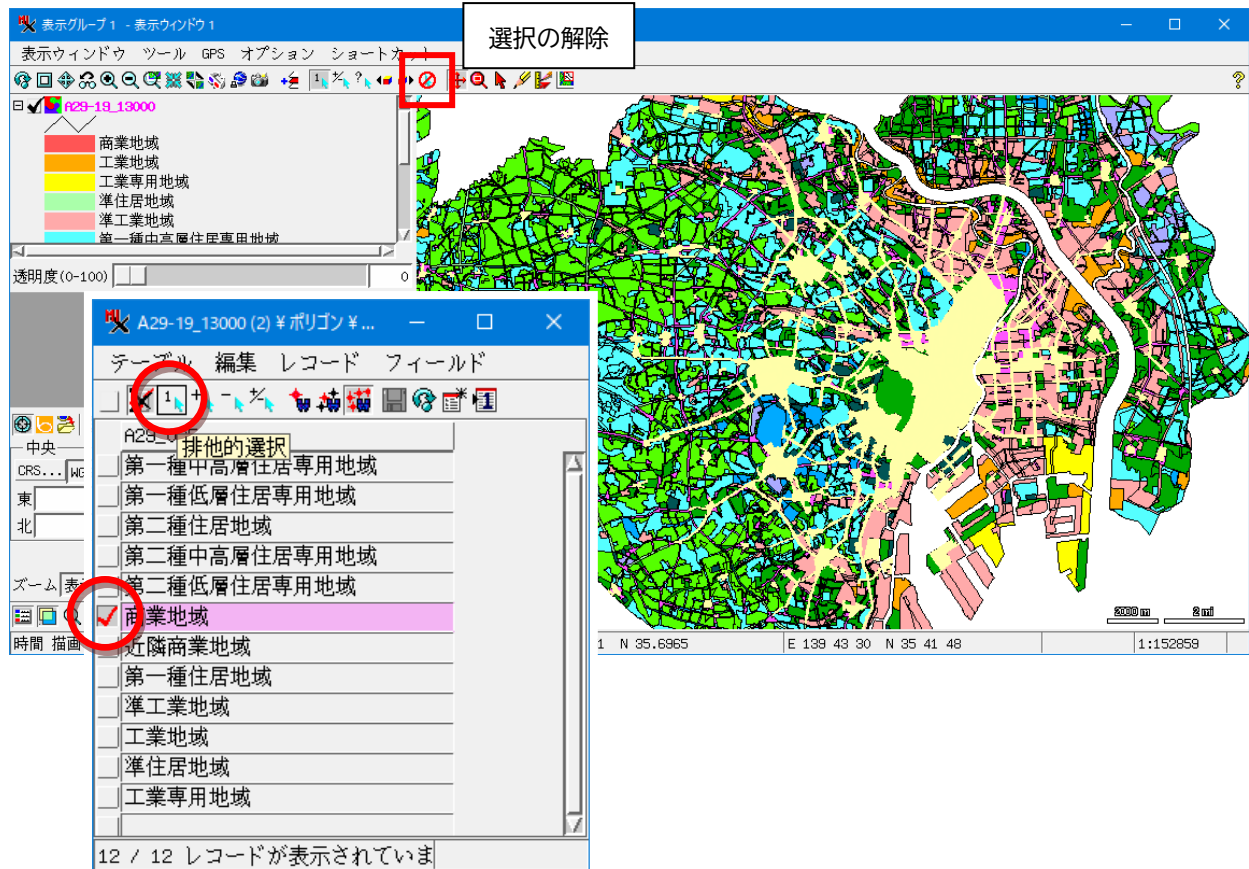 表示グループ1 - 表示ウィンドウ1
選択の解除
表示ウィンドウ ツール GPS オプション ショートカット
A29-19_13000
商業地域
工業地域
工業専用地域
準住居地域
準工業地域
第一種中高層住居専用地域
透明度(0-100) 0
A29-19_13000 (2) ¥ ポリゴン ¥ ...
テーブル 編集 レコード フィールド
排他的選択
第一種中高層住居専用地域
第一種低層住居専用地域
第二種住居地域
第二種中高層住居専用地域
第二種低層住居専用地域
商業地域
近隣商業地域
第一種住居地域
準工業地域
工業地域
準住居地域
工業専用地域
12 / 12 レコードが表示されていま
中央
CRS...
東
北
ズーム
時間 描画
2000 m 2 mi
1 N 35.6965 E 139 43 30 N 35 41 48 1:152859